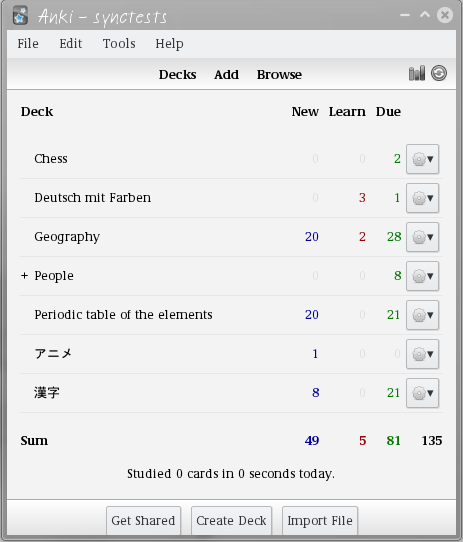 Anki - synctests
File Edit Tools Help
Decks Add Browse
Deck New Learn Due
Chess 0 0 2
Deutsch mit Farben 0 3 1
Geography 20 2 28
+ People 0 0 8
Periodic table of the elements 20 0 21
アニメ 1 0 0
漢字 8 0 21
Sum 49 5 81 135
Studied 0 cards in 0 seconds today.
Get Shared Create Deck Import File